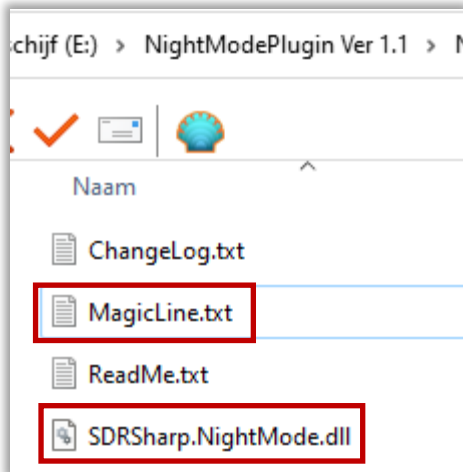 schijf (E:) > NightModePlugin Ver 1.1 >
Naam
ChangeLog.txt
MagicLine.txt
ReadMe.txt
SDRSharp.NightMode.dll